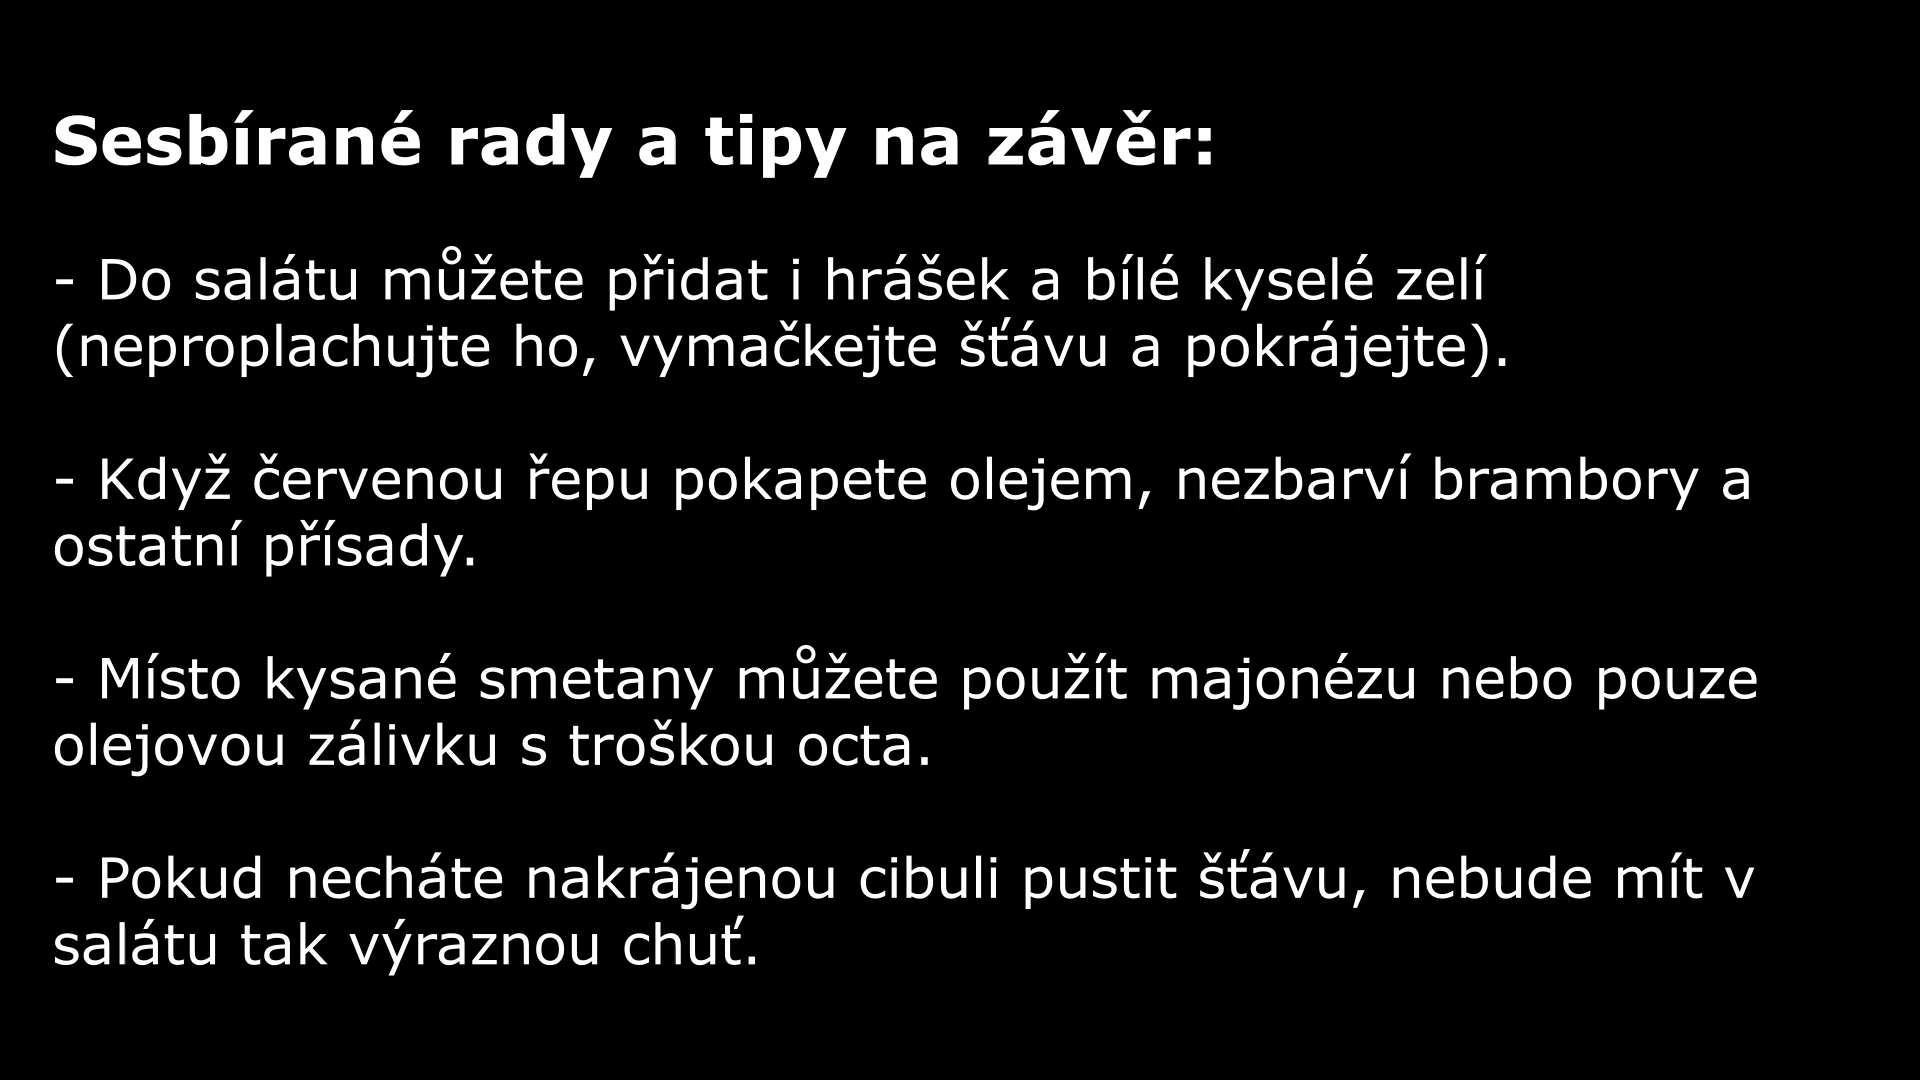 Sesbírané rady a tipy na závěr:
- Do salátu můžete přidat i hrášek a bílé kyselé zelí
(neproplachujte ho, vymačkejte šťávu a pokrájejte).
- Když červenou řepu pokapete olejem, nezbarví brambory a
ostatní přísady.
- Místo kysané smetany můžete použít majonézu nebo pouze
olejovou zálivku s troškou octa.
- Pokud necháte nakrájenou cibuli pustit šťávu, nebude mít v
salátu tak výraznou chuť.